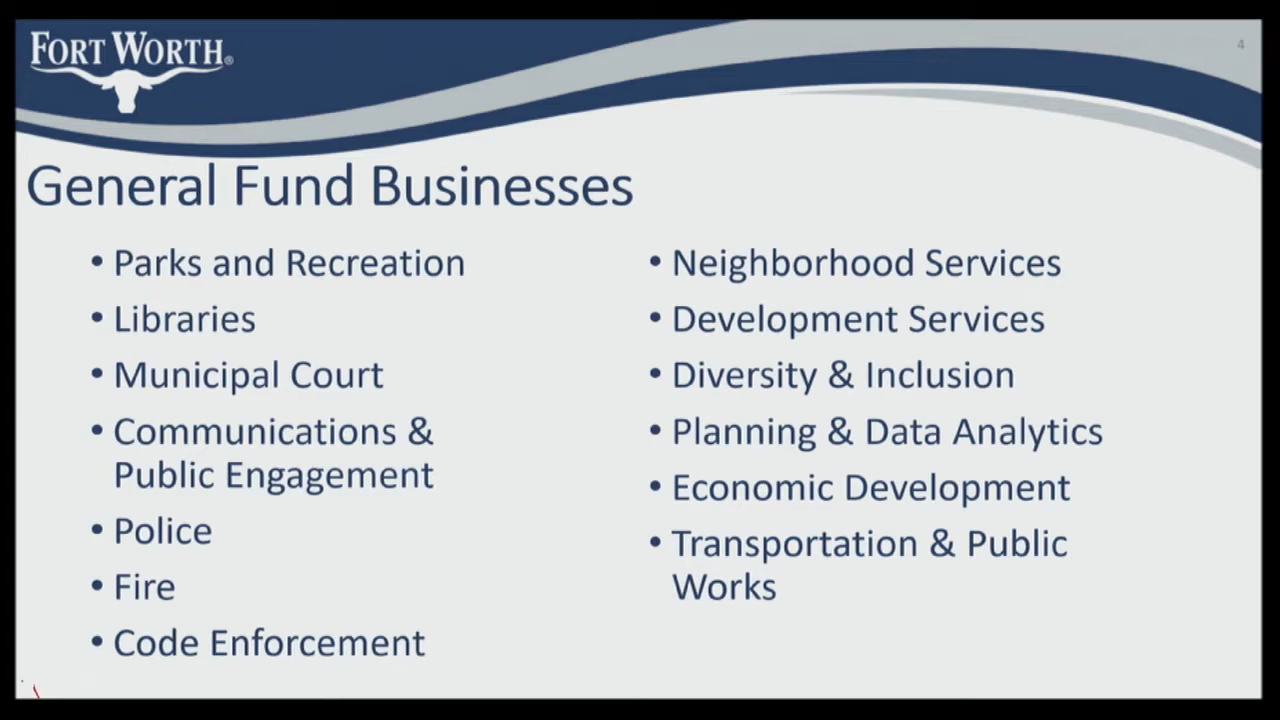 FORT WORTH®
4
General Fund Businesses
• Parks and Recreation
• Libraries
• Municipal Court
• Communications &
Public Engagement
• Police
• Fire
• Code Enforcement
• Neighborhood Services
• Development Services
• Diversity & Inclusion
• Planning & Data Analytics
• Economic Development
• Transportation & Public
Works